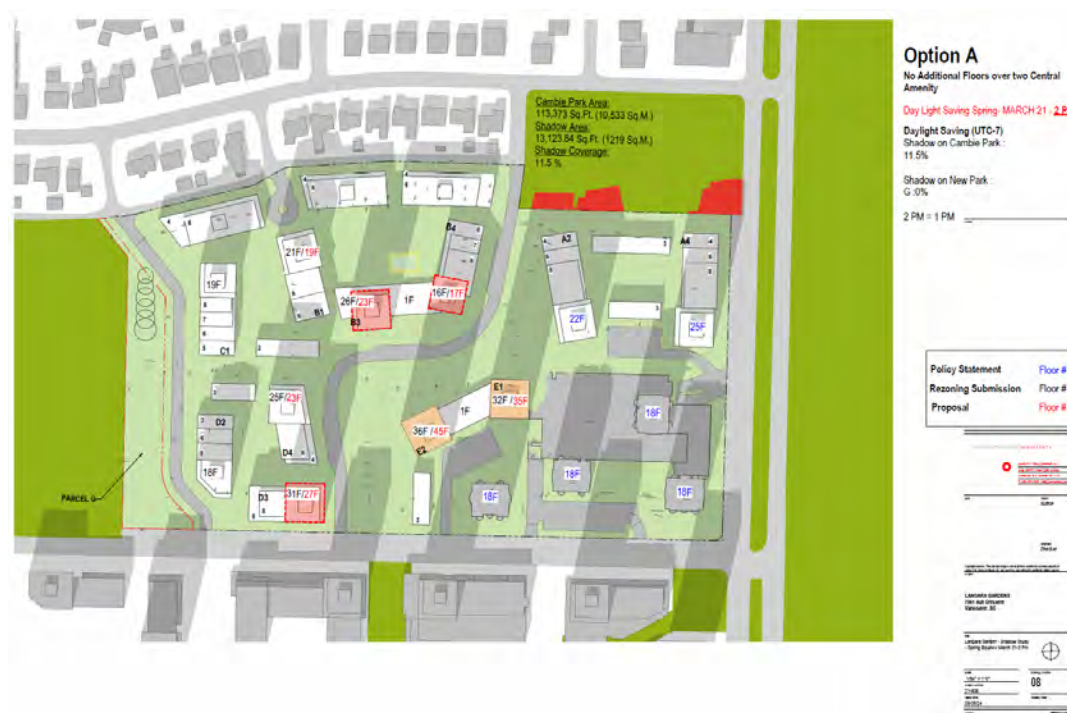 Option A
No Additional Floors over two Central
Amenity
Day Light Saving Spring- MARCH 21 - 2 P
Daylight Saving (UTC-7)
Shadow on Cambie Park :
11.5%
Shadow on New Park :
G :0%
2 PM = 1 PM
Cambie Park Area:
113,373 Sq.Ft. (10,533 Sq.M.)
Shadow Area:
13,123.84 Sq.Ft. (1219 Sq.M.)
Shadow Coverage:
11.5 %
B4
A2
A4
21F/19F
19F
26F/23F
1F
16F/17F
B3
B1
22F
25F
C1
E1
32F /35F
25F/23F
1F
18F
D2
36F /45F
E2
D4
18F
18F
18F
18F
D3
31F/27F
PARCEL G
Policy Statement Floor #
Rezoning Submission Floor #
Proposal Floor #
LANGARA GARDENS
Vancouver, BC
08